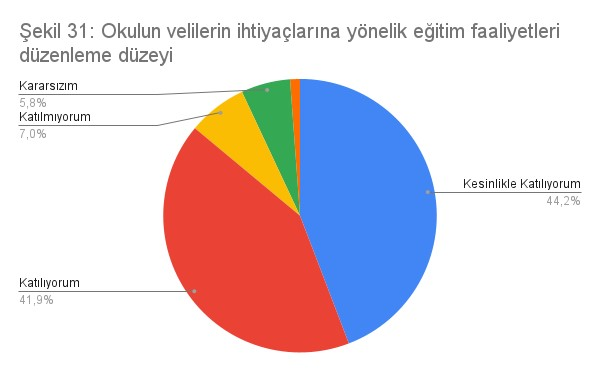 Şekil 31: Okulun velilerin ihtiyaçlarına yönelik eğitim faaliyetleri
düzenleme düzeyi
Kararsızım
5,8%
Katılmıyorum
7,0%
Kesinlikle Katılıyorum
44,2%
Katılıyorum
41,9%